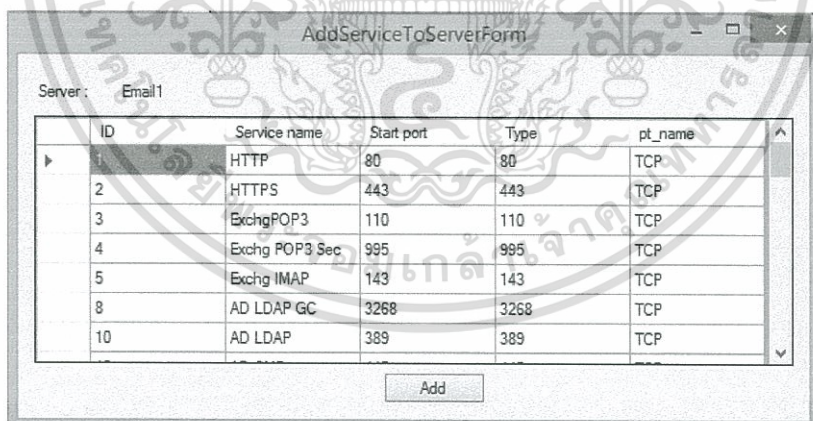 AddServiceToServerForm
Server : Email1
ID Service name Start port Type pt_name
1 HTTP 80 80 TCP
2 HTTPS 443 443 TCP
3 ExchgPOP3 110 110 TCP
4 Exchg POP3 Sec 995 995 TCP
5 Exchg IMAP 143 143 TCP
8 AD LDAP GC 3268 3268 TCP
10 AD LDAP 389 389 TCP
Add